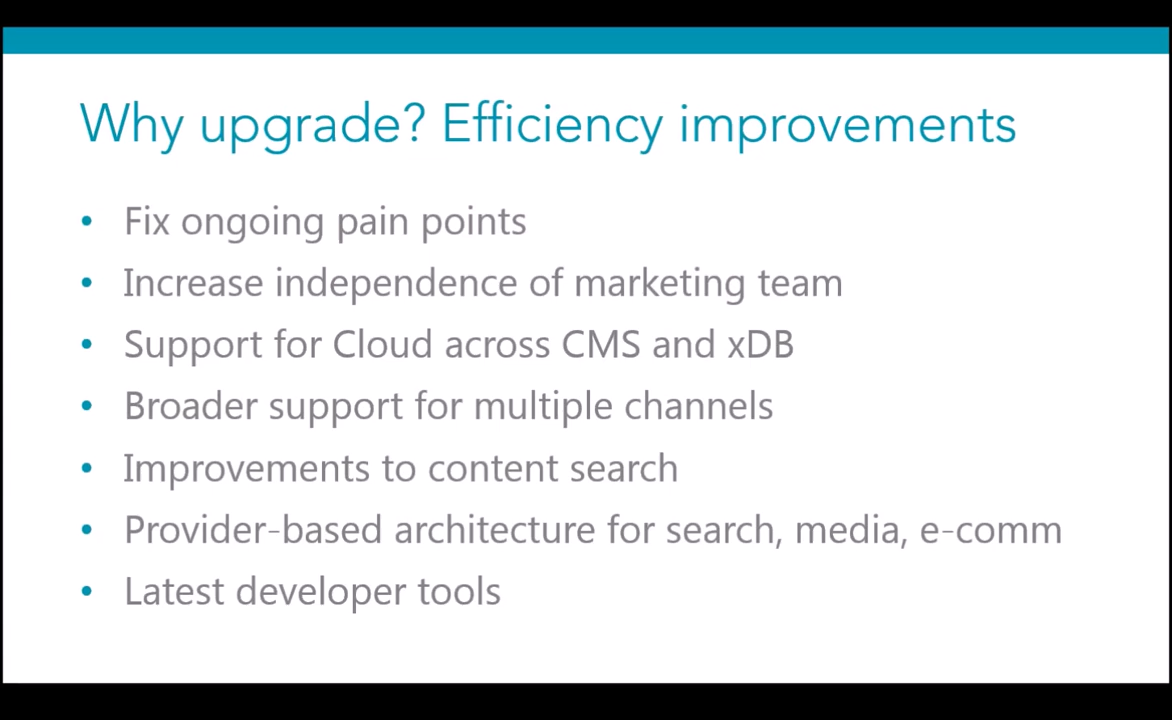 Why upgrade? Efficiency improvements
• Fix ongoing pain points
• Increase independence of marketing team
• Support for Cloud across CMS and xDB
• Broader support for multiple channels
• Improvements to content search
• Provider-based architecture for search, media, e-comm
• Latest developer tools